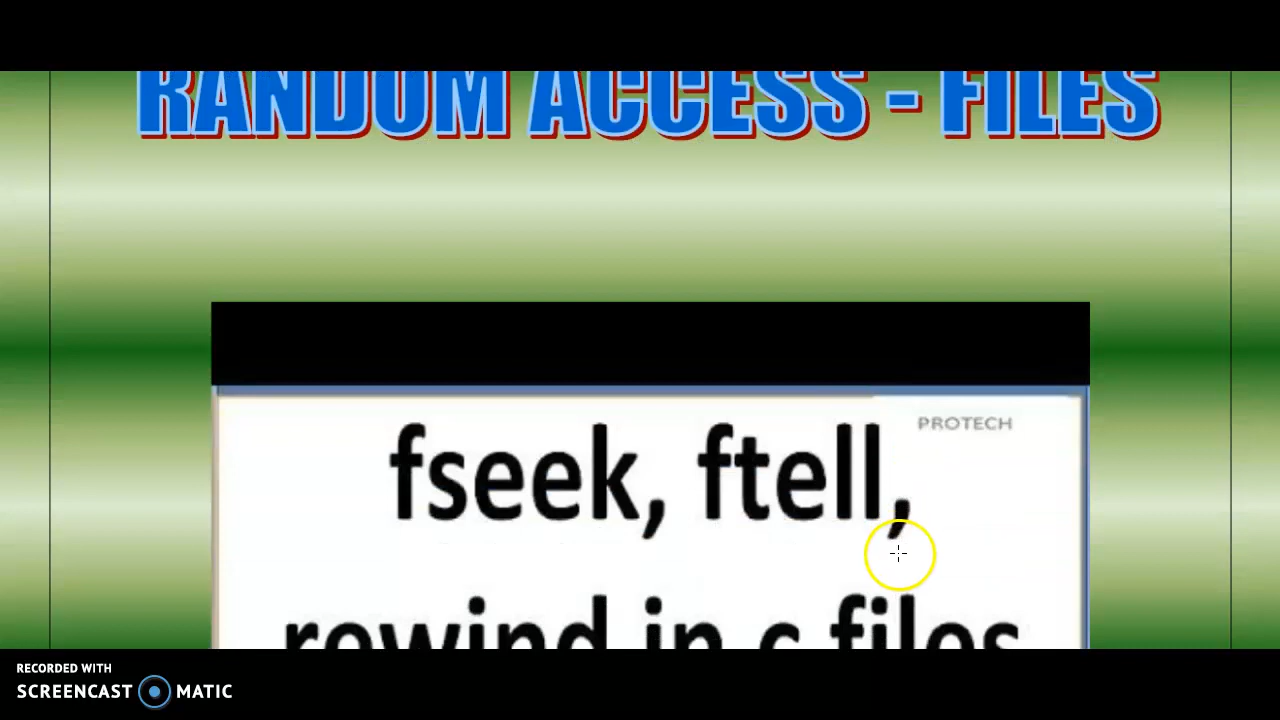 RANDOM ACCESS - FILES
PROTECH
fseek, ftell,
rewind in c files
RECORDED WITH
SCREENCAST MATIC